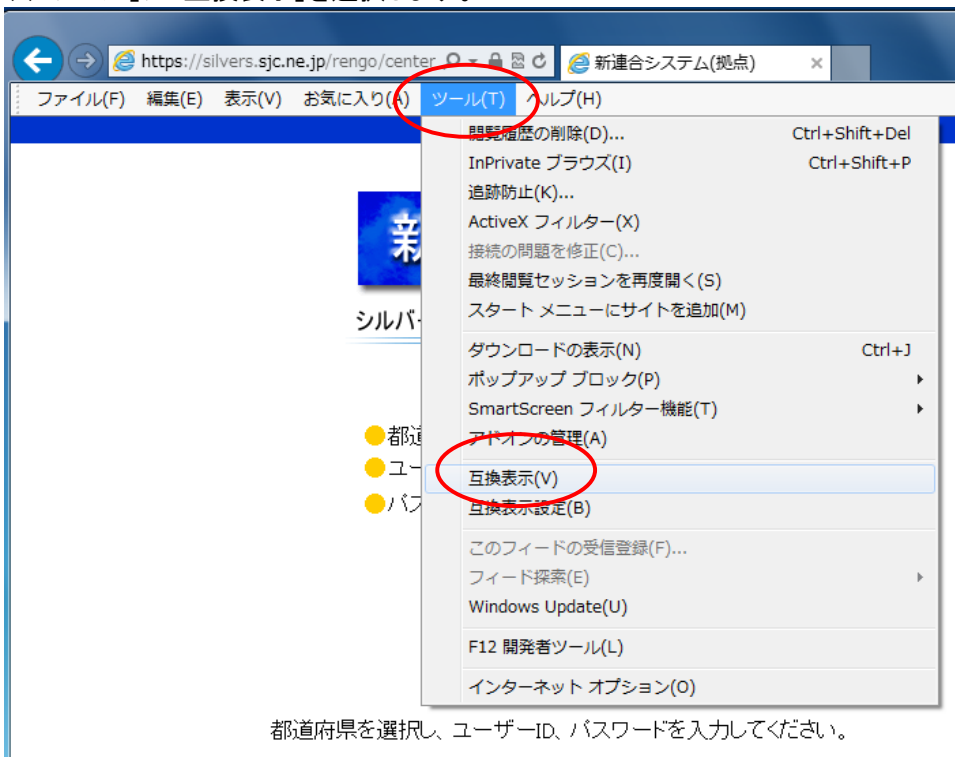 互換表示
https://silvers.sjc.ne.jp/rengo/center
新連合システム(拠点)
ファイル(F) 編集(E) 表示(V) お気に入り(A) ツール(T) ヘルプ(H)
閲覧履歴の削除(D)... Ctrl+Shift+Del
InPrivate ブラウズ(I) Ctrl+Shift+P
追跡防止(K)...
ActiveX フィルター(X)
接続の問題を修正(C)...
最終閲覧セッションを再度開く(S)
スタート メニューにサイトを追加(M)
新
シルバ
ダウンロードの表示(N) Ctrl+J
ポップアップ ブロック(P)
SmartScreen フィルター機能(T)
アドオンの管理(A)
都道
ユー
パス
互換表示(V)
互換表示設定(B)
このフィードの受信登録(F)...
フィード探索(E)
Windows Update(U)
F12 開発者ツール(L)
インターネット オプション(O)
都道府県を選択し、ユーザーID、パスワードを入力してください。